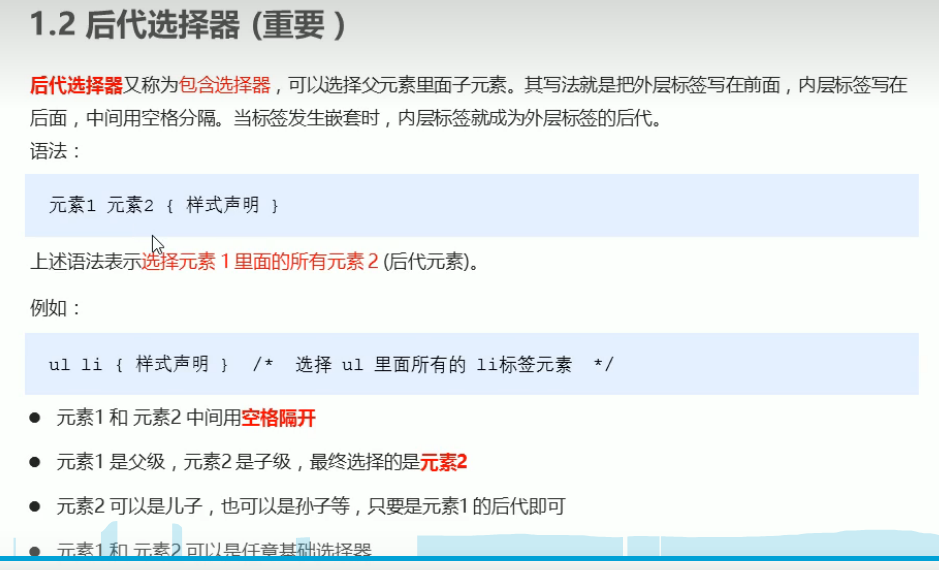 1.2 后代选择器 (重要）
后代选择器又称为包含选择器，可以选择父元素里面子元素。其写法就是把外层标签写在前面，内层标签写在
后面，中间用空格分隔。当标签发生嵌套时，内层标签就成为外层标签的后代。
语法：
元素1 元素2 { 样式声明 }
上述语法表示选择元素 1 里面的所有元素 2 (后代元素)。
例如：
ul li { 样式声明 } /* 选择 ul 里面所有的 li标签元素 */
● 元素1 和 元素2 中间用空格隔开
● 元素1 是父级，元素2 是子级，最终选择的是元素2
● 元素2 可以是儿子，也可以是孙子等，只要是元素1 的后代即可
● 元素1 和 元素2 可以是任意基础选择器